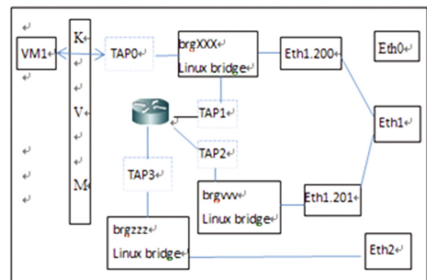 VM1
K
V
M
TAP0
brgXXX
Linux bridge
Eth1.200
Eth0
TAP1
Eth1
TAP2
TAP3
brgvvv
Linux bridge
Eth1.201
brgzzz
Linux bridge
Eth2